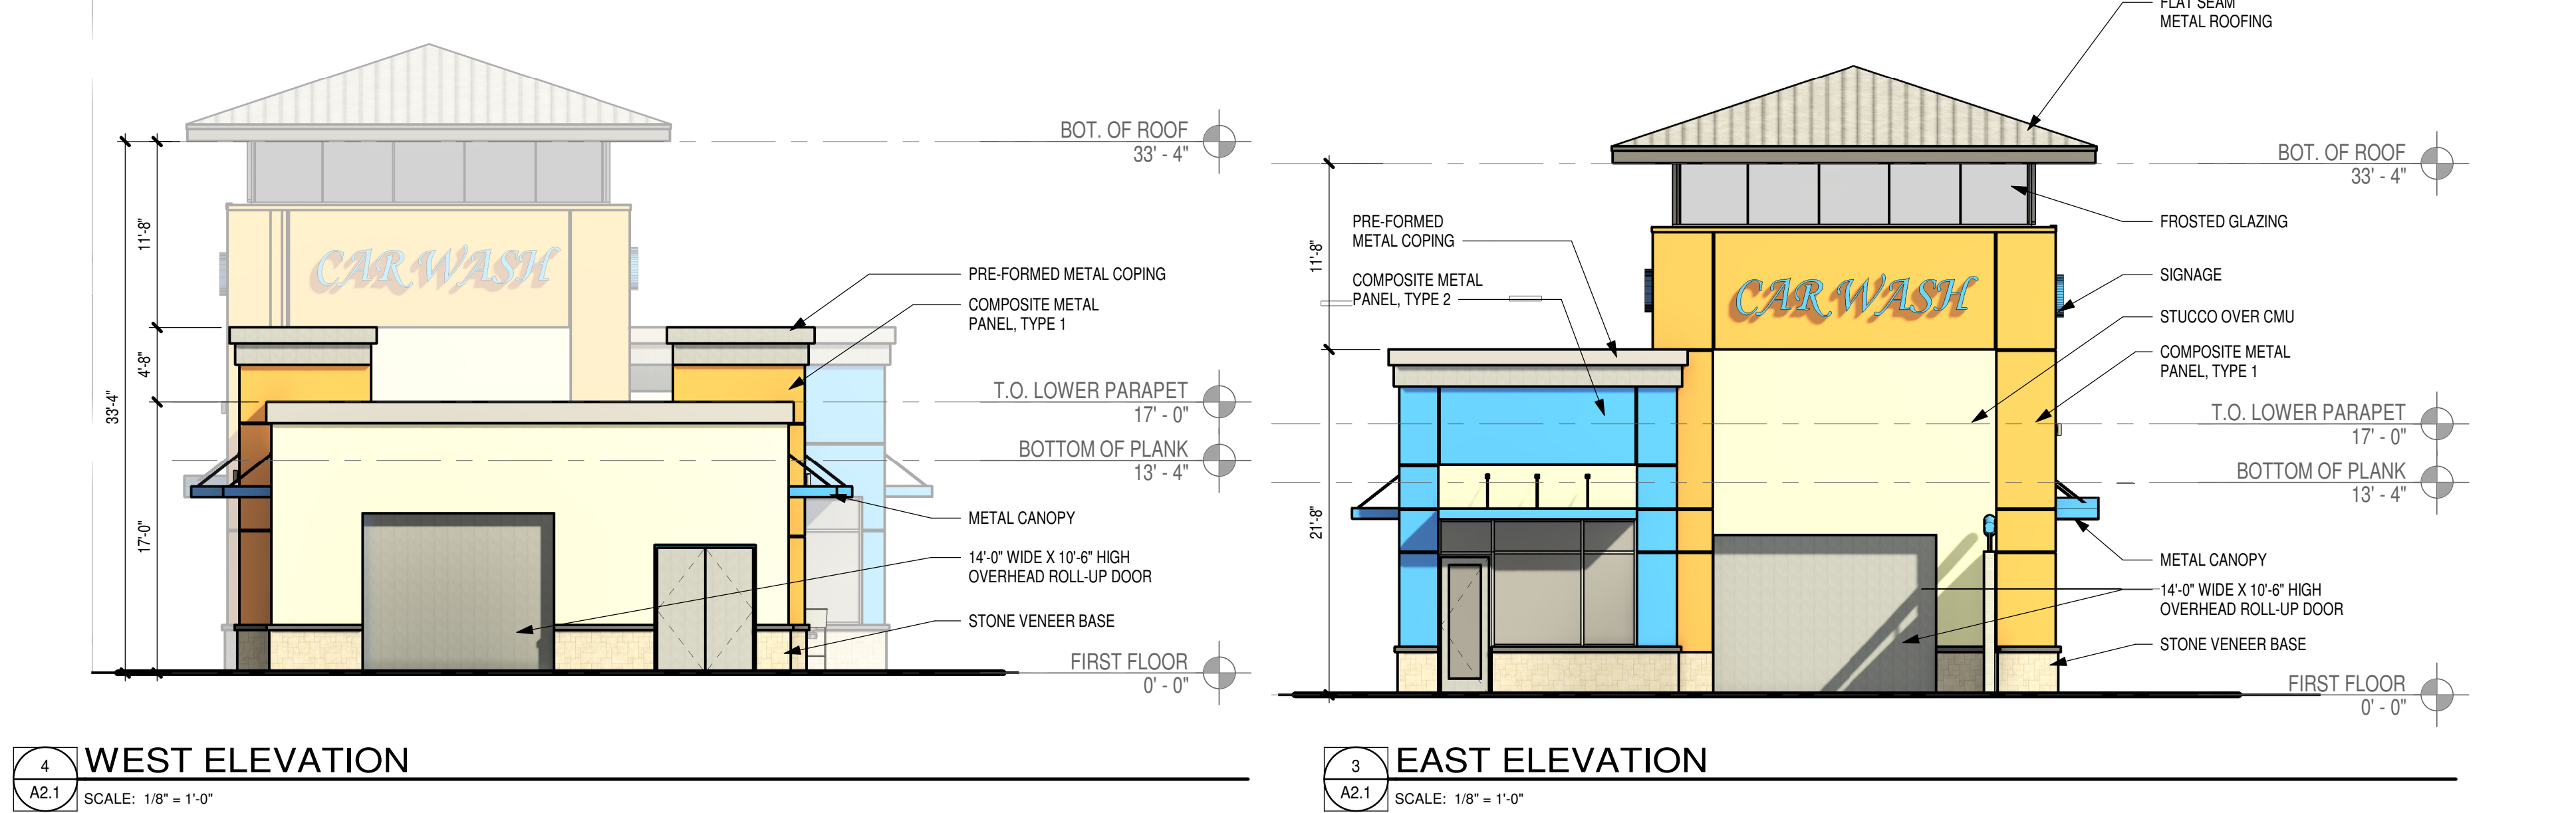 BOT. OF ROOF
33' - 4"
11'-8"
CAR WASH
PRE-FORMED METAL COPING
COMPOSITE METAL
PANEL, TYPE 1
4'-8"
33'-4"
T.O. LOWER PARAPET
17' - 0"
BOTTOM OF PLANK
13' - 4"
17'-0"
METAL CANOPY
14'-0" WIDE X 10'-6" HIGH
OVERHEAD ROLL-UP DOOR
STONE VENEER BASE
FIRST FLOOR
0' - 0"
4
A2.1
WEST ELEVATION
SCALE: 1/8" = 1'-0"
FLAT SEAM
METAL ROOFING
BOT. OF ROOF
33' - 4"
PRE-FORMED
METAL COPING
COMPOSITE METAL
PANEL, TYPE 2
11'-8"
FROSTED GLAZING
CAR WASH
SIGNAGE
STUCCO OVER CMU
COMPOSITE METAL
PANEL, TYPE 1
T.O. LOWER PARAPET
17' - 0"
BOTTOM OF PLANK
13' - 4"
21'-8"
METAL CANOPY
14'-0" WIDE X 10'-6" HIGH
OVERHEAD ROLL-UP DOOR
STONE VENEER BASE
FIRST FLOOR
0' - 0"
3
A2.1
EAST ELEVATION
SCALE: 1/8" = 1'-0"